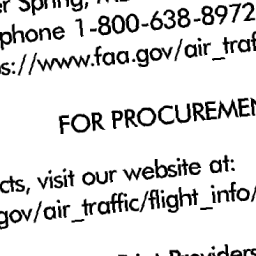 Spring,
phone 1-800-638-8972
s://www.faa.gov/air_traf
FOR PROCUREMEN
cts, visit our website at:
gov/air_traffic/flight_info/
Providers